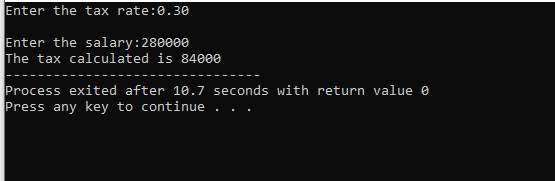 Enter the tax rate:0.30
Enter the salary:280000
The tax calculated is 84000
--------------------------------
Process exited after 10.7 seconds with return value 0
Press any key to continue . . .